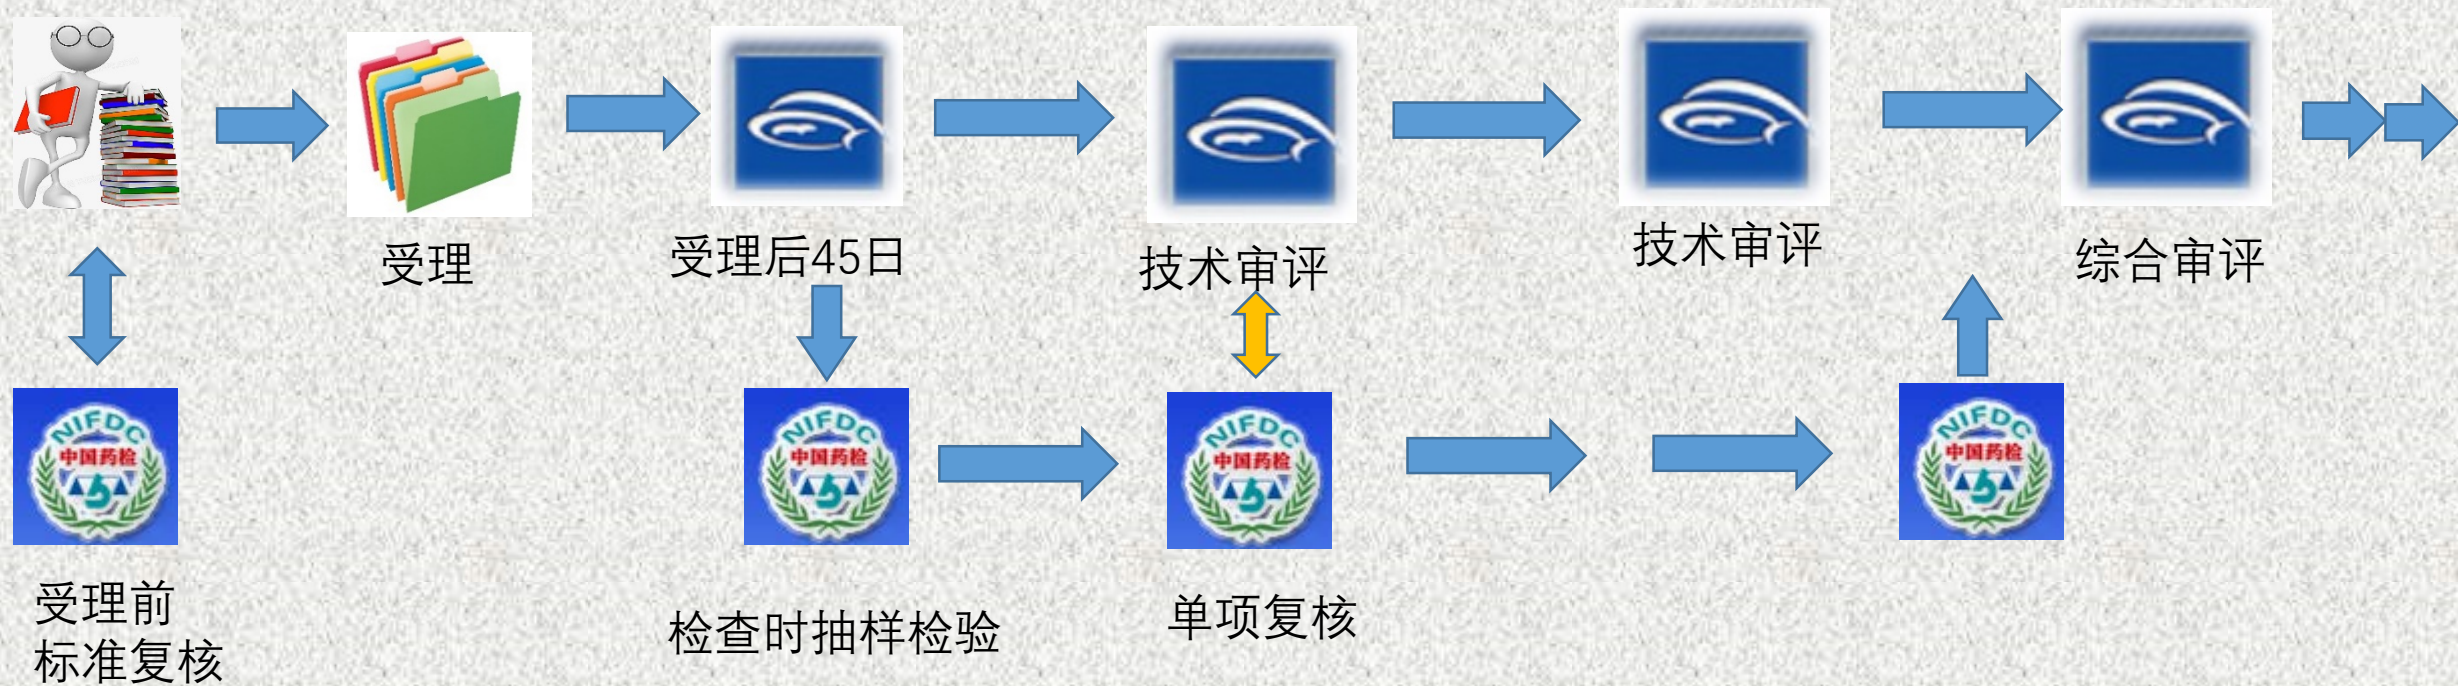 受理
受理后45日
技术审评
技术审评
综合审评
NIFDC
中国药检
NIFDC
中国药检
NIFDC
中国药检
NIFDC
中国药检
受理前
标准复核
检查时抽样检验
单项复核